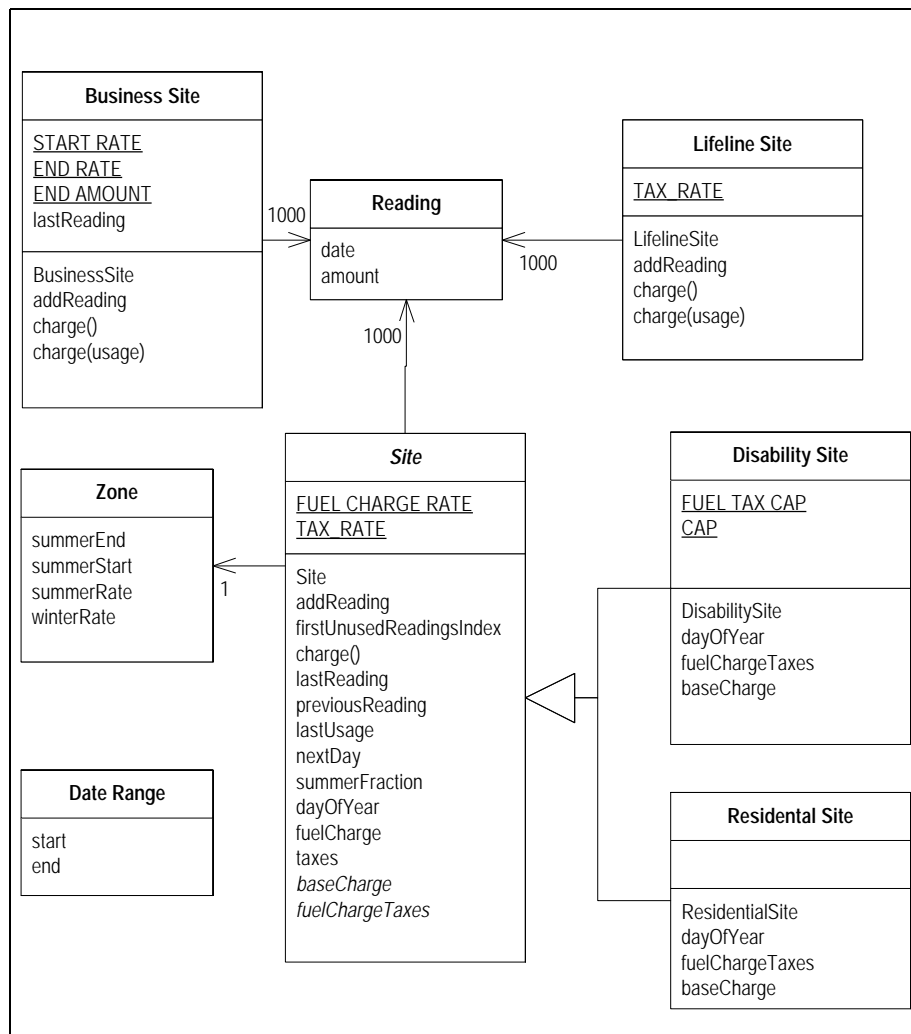 Business Site
START RATE
END RATE
END AMOUNT
lastReading
BusinessSite
addReading
charge()
charge(usage)
1000
Reading
date
amount
1000
1000
Lifeline Site
TAX_RATE
LifelineSite
addReading
charge()
charge(usage)
Zone
summerEnd
summerStart
summerRate
winterRate
1
Site
FUEL CHARGE RATE
TAX_RATE
Site
addReading
firstUnusedReadingsIndex
charge()
lastReading
previousReading
lastUsage
nextDay
summerFraction
dayOfYear
fuelCharge
taxes
baseCharge
fuelChargeTaxes
Disability Site
FUEL TAX CAP
CAP
DisabilitySite
dayOfYear
fuelChargeTaxes
baseCharge
Date Range
start
end
Residental Site
ResidentialSite
dayOfYear
fuelChargeTaxes
baseCharge